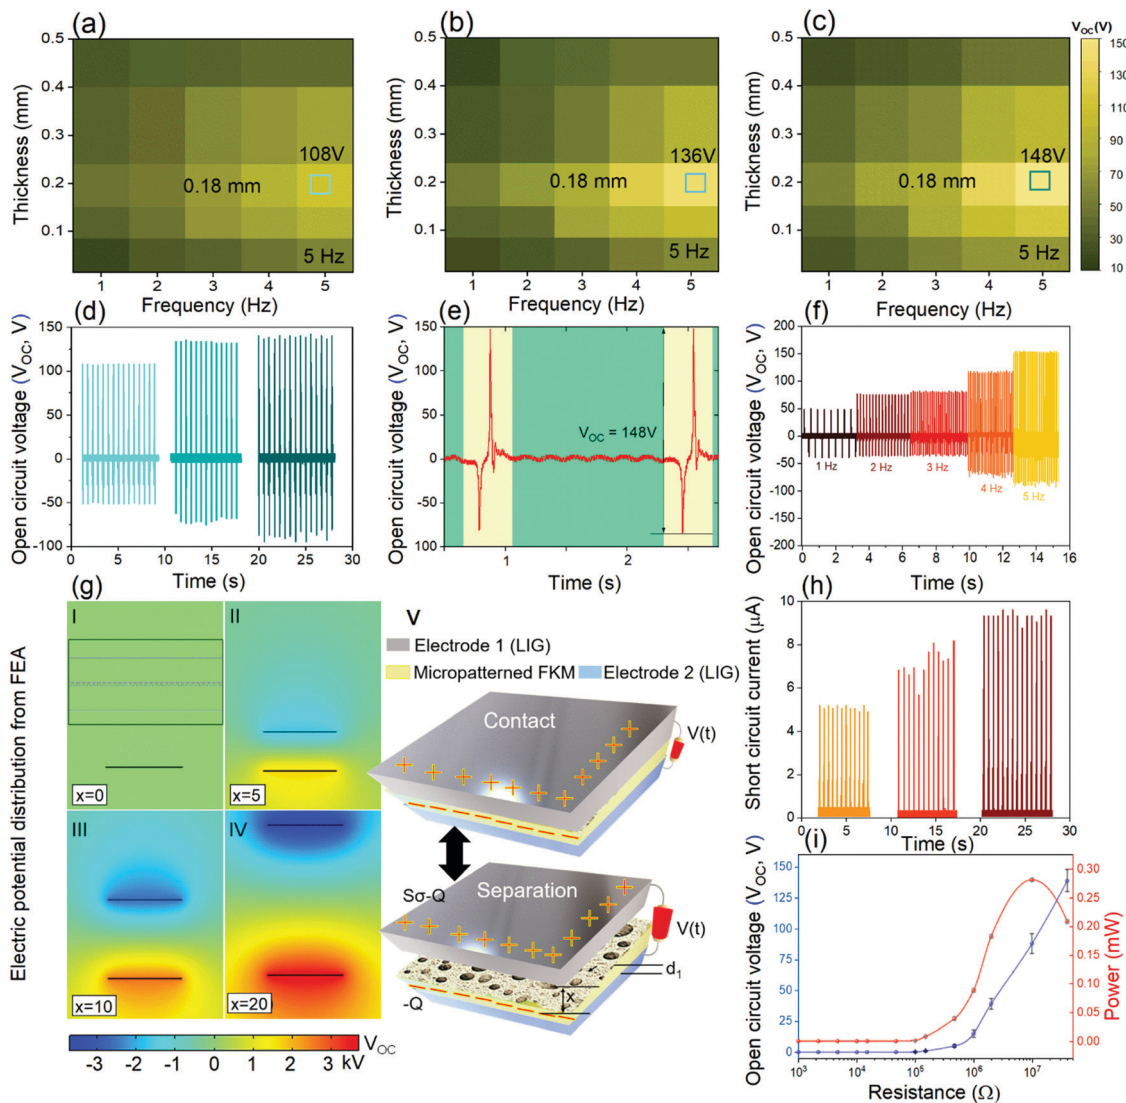 (a)
(b)
(c)
V_OC(V)
Thickness (mm)
0.5
0.4
0.3
0.2
0.1
108V
0.18 mm
5 Hz
1 2 3 4 5
Frequency (Hz)
Thickness (mm)
0.5
0.4
0.3
0.2
0.1
136V
0.18 mm
5 Hz
1 2 3 4 5
Frequency (Hz)
Thickness (mm)
0.5
0.4
0.3
0.2
0.1
148V
0.18 mm
5 Hz
1 2 3 4 5
Frequency (Hz)
150
130
110
90
70
50
30
10
(d)
Open circuit voltage (V_OC, V)
150
100
50
0
-50
-100
0 5 10 15 20 25 30
Time (s)
(e)
Open circuit voltage (V_OC, V)
150
100
50
0
50
100
V_OC = 148V
1 2
Time (s)
(f)
Open circuit voltage (V_OC, V)
200
150
100
50
0
-50
-100
-150
-200
1 Hz
2 Hz
3 Hz
4 Hz
5 Hz
0 2 4 6 8 10 12 14 16
Time (s)
(g)
Electric potential distribution from FEA
I
x=0
II
x=5
III
x=10
IV
x=20
-3 -2 -1 0 1 2 3
V_OC
kV
V
Electrode 1 (LIG)
Micropatterned FKM
Electrode 2 (LIG)
Contact
V(t)
Separation
Sσ-Q
V(t)
d₁
x
-Q
(h)
Short circuit current (µA)
10
8
6
4
2
0
0 5 10 15 20 25 30
Time (s)
(i)
Open circuit voltage (V_OC, V)
150
125
100
75
50
25
0
10³ 10⁴ 10⁵ 10⁶ 10⁷
Resistance (Ω)
0.30
0.25
0.20
0.15
0.10
0.05
0.00
Power (mW)